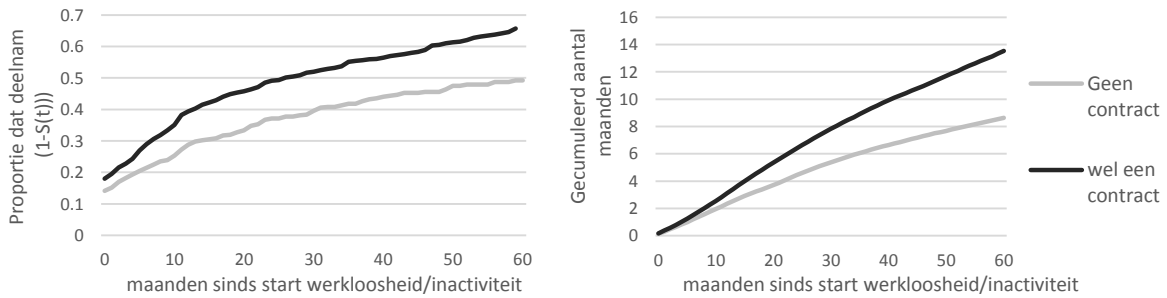 Proportie dat deelnam
(1-S(t)))
0.7
0.6
0.5
0.4
0.3
0.2
0.1
0
0 10 20 30 40 50 60
maanden sinds start werkloosheid/inactiviteit
Gecumuleerd aantal
maanden
16
14
12
10
8
6
4
2
0
0 10 20 30 40 50 60
maanden sinds start werkloosheid/inactiviteit
Geen
contract
wel een
contract